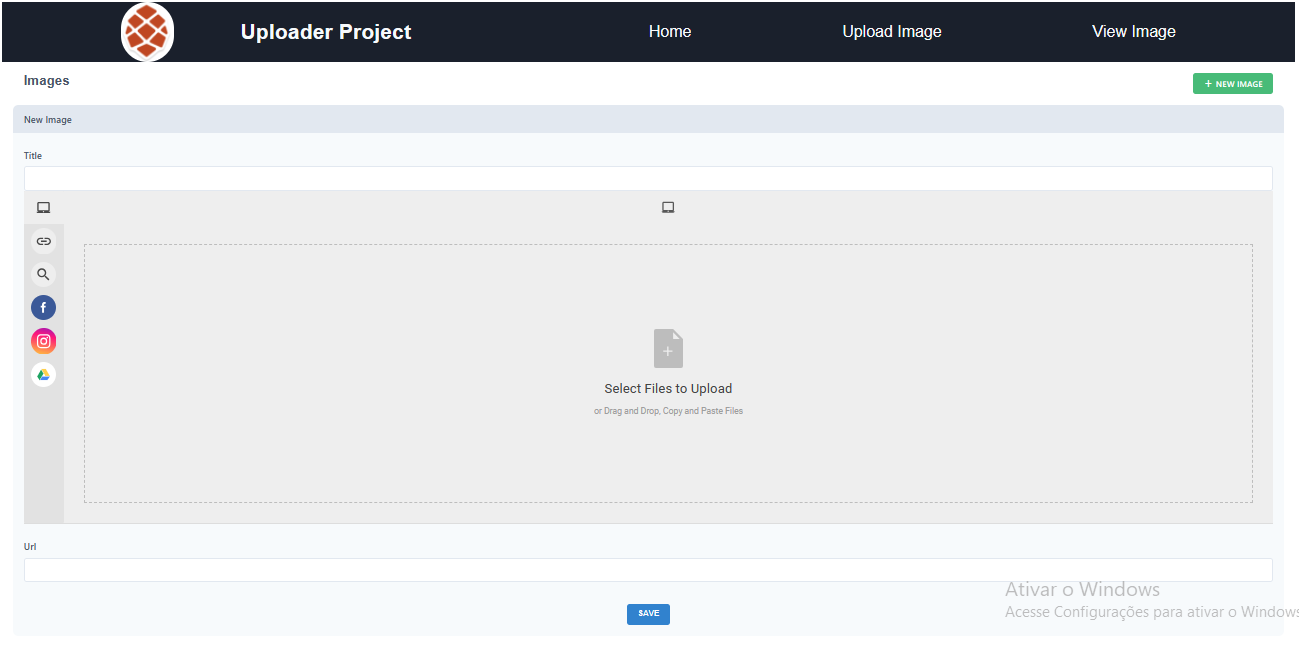 Uploader Project Home Upload Image View Image
Images
+ NEW IMAGE
New Image
Title
Select Files to Upload
or Drag and Drop, Copy and Paste Files
Url
SAVE
Ativar o Windows
Acesse Configurações para ativar o Windows